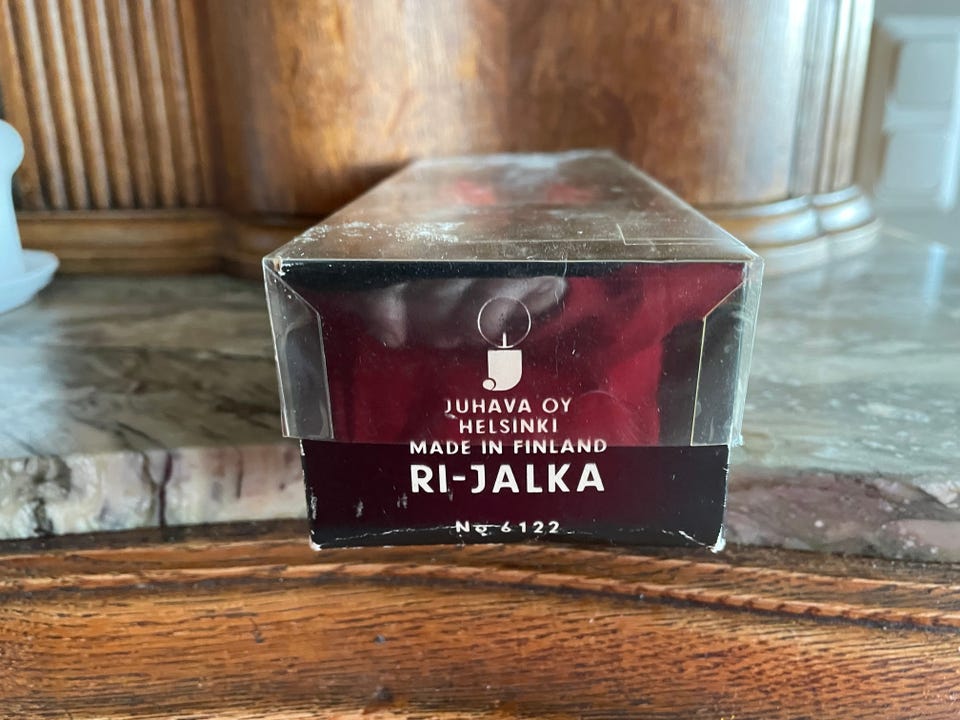 JUHAVA OY
HELSINKI
MADE IN FINLAND
RI-JALKA
No 6122